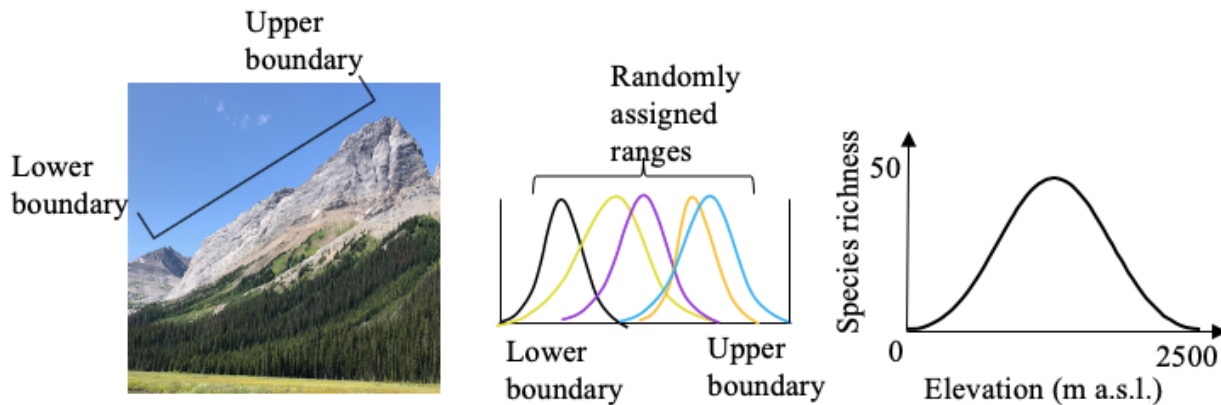 Upper
boundary
Lower
boundary
Randomly
assigned
ranges
Lower
boundary
Upper
boundary
Species richness
50
0
2500
Elevation (m a.s.l.)